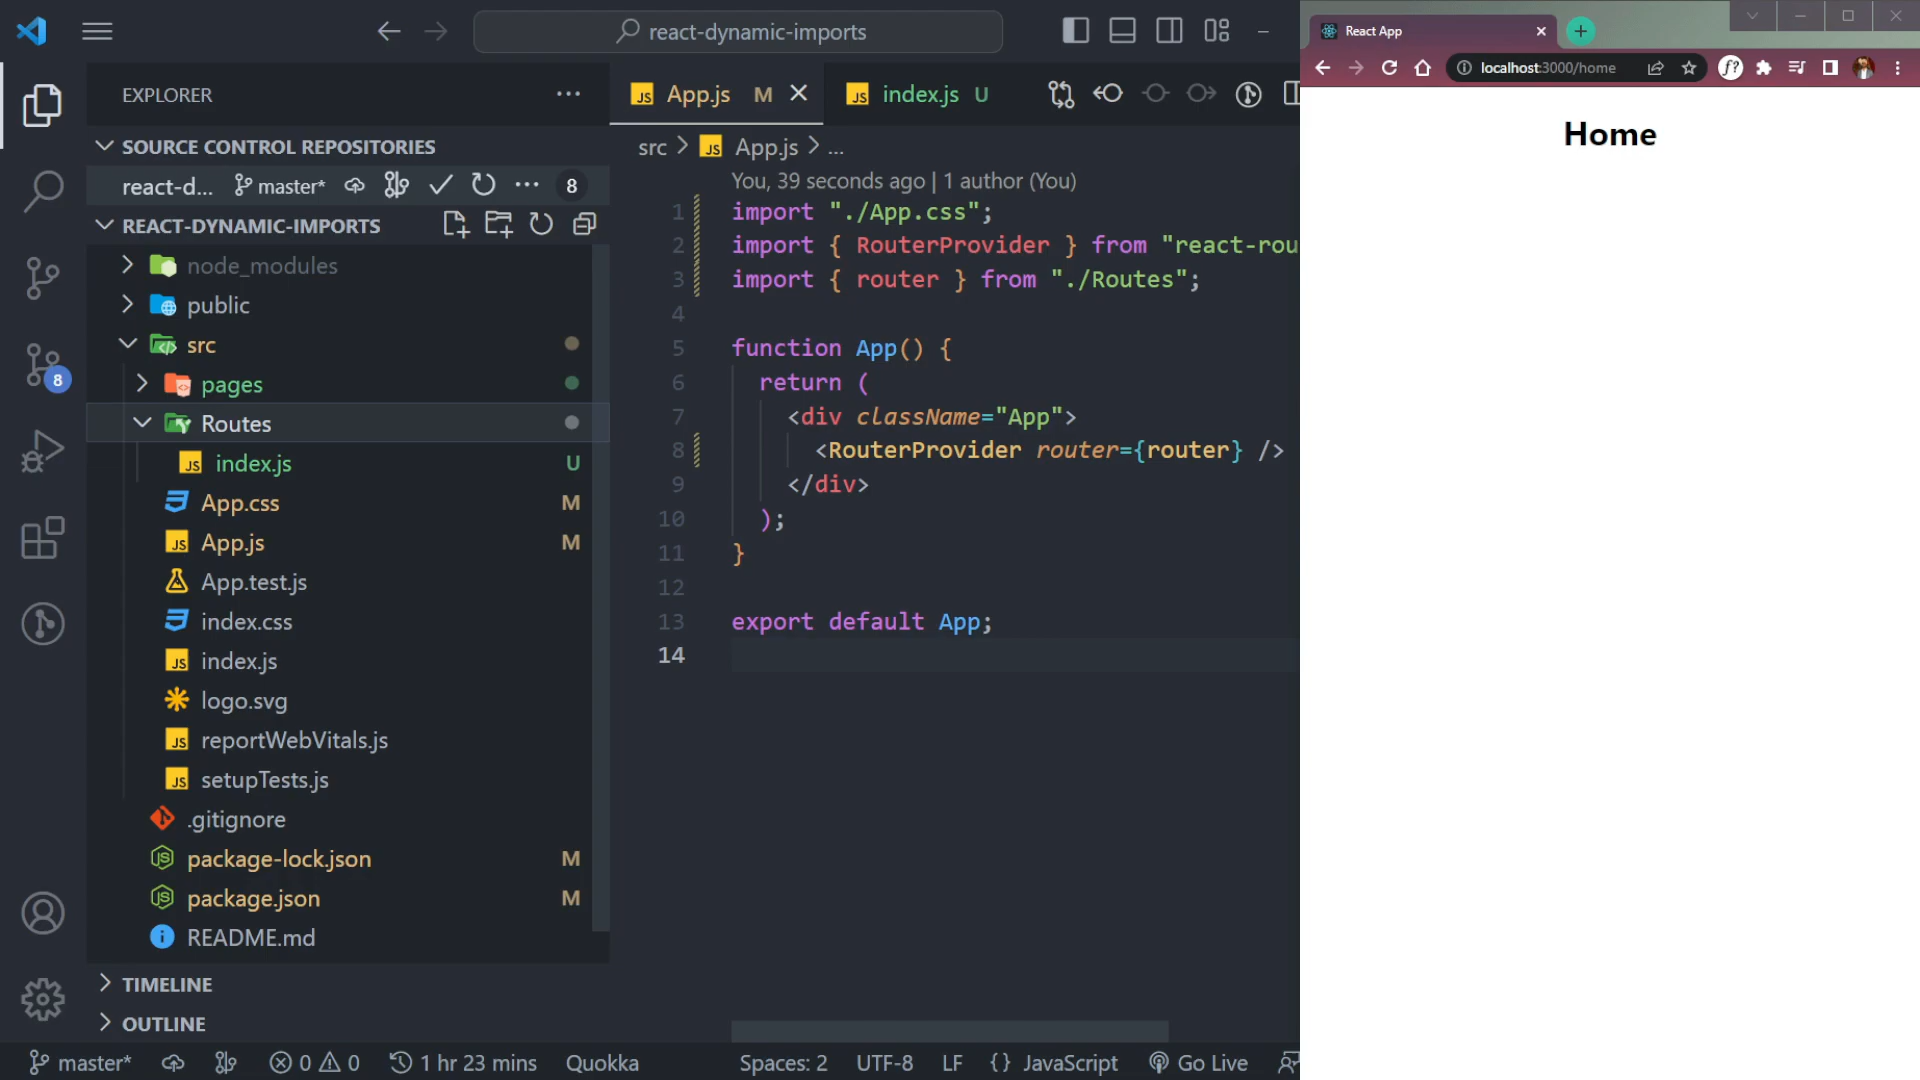 react-dynamic-imports
EXPLORER
SOURCE CONTROL REPOSITORIES
react-d... master* 8
REACT-DYNAMIC-IMPORTS
node_modules
public
src
pages
Routes
index.js U
App.css M
App.js M
App.test.js
index.css
index.js
logo.svg
reportWebVitals.js
setupTests.js
.gitignore
package-lock.json M
package.json M
README.md
TIMELINE
OUTLINE
8
App.js M
index.js U
src > App.js > ...
You, 39 seconds ago | 1 author (You)
1 import "./App.css";
2 import { RouterProvider } from "react-rou
3 import { router } from "./Routes";
4
5 function App() {
6 return (
7 <div className="App">
8 <RouterProvider router={router} />
9 </div>
10 );
11 }
12
13 export default App;
14
master* 0 0 1 hr 23 mins Quokka Spaces: 2 UTF-8 LF {} JavaScript Go Live
React App
localhost:3000/home
f?
Home